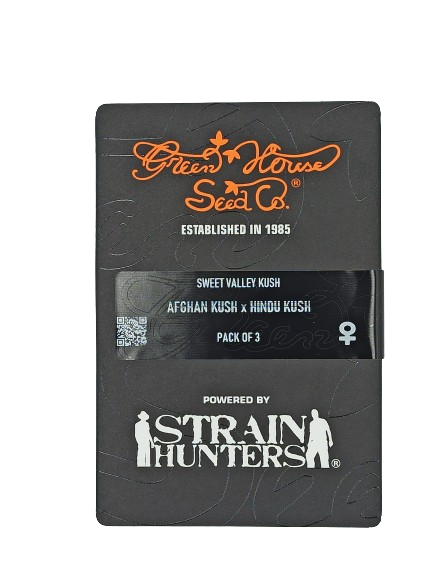 Green House
Seed Co.®
ESTABLISHED IN 1985
SWEET VALLEY KUSH
AFGHAN KUSH x HINDU KUSH
PACK OF 3
POWERED BY
STRAIN
HUNTERS®